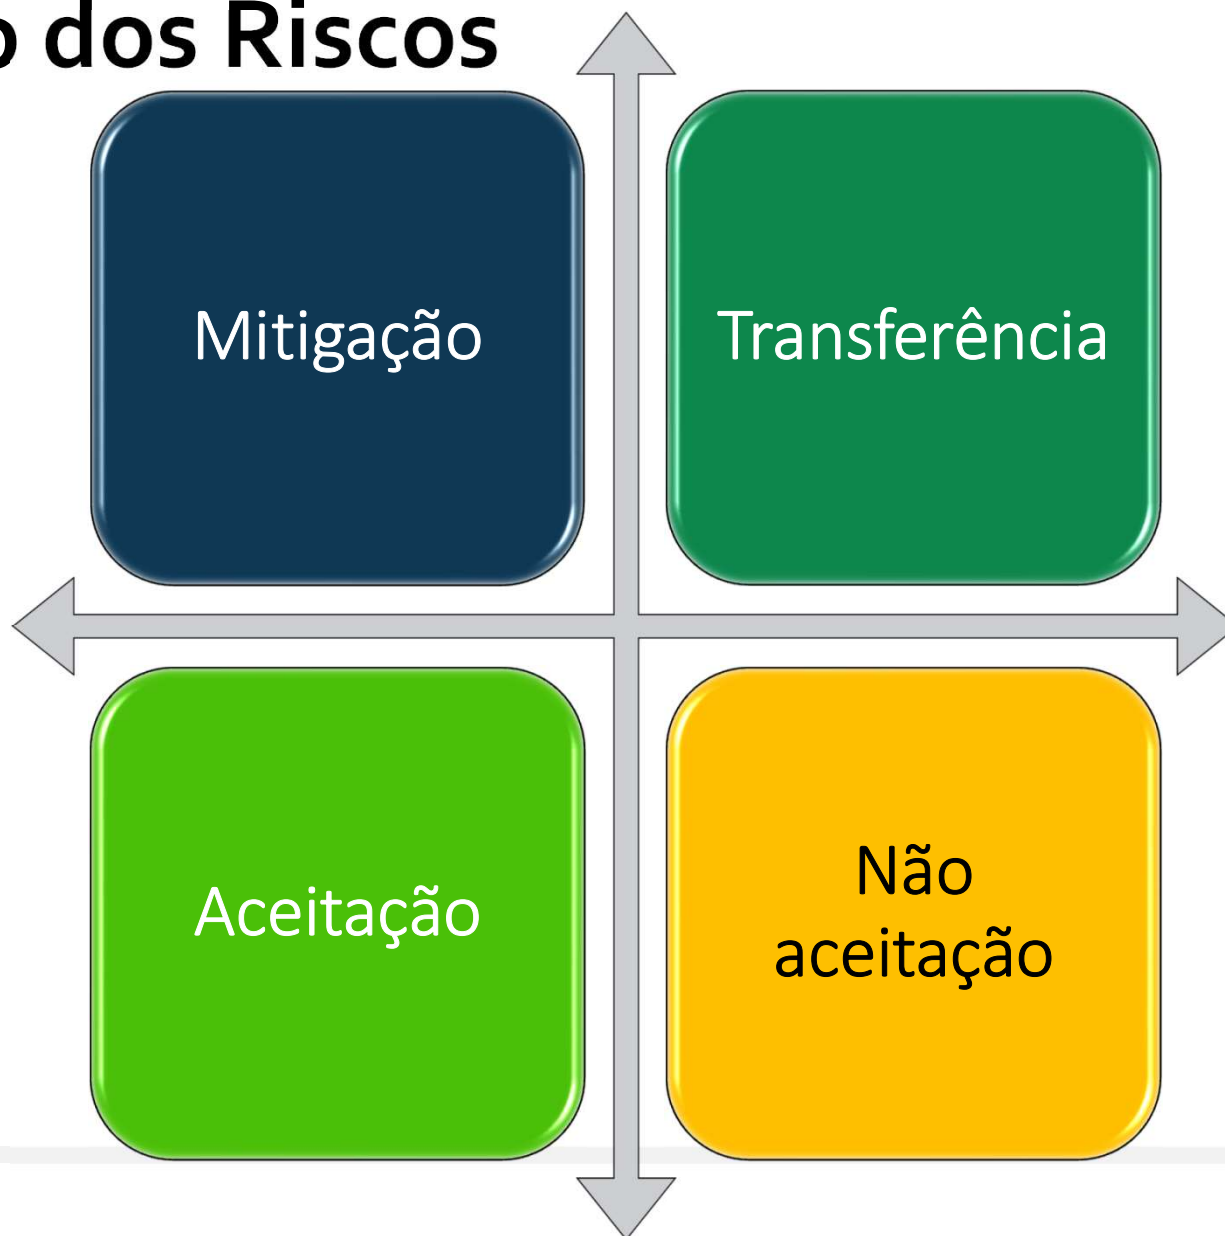 dos Riscos
Mitigação
Transferência
Aceitação
Não
aceitação